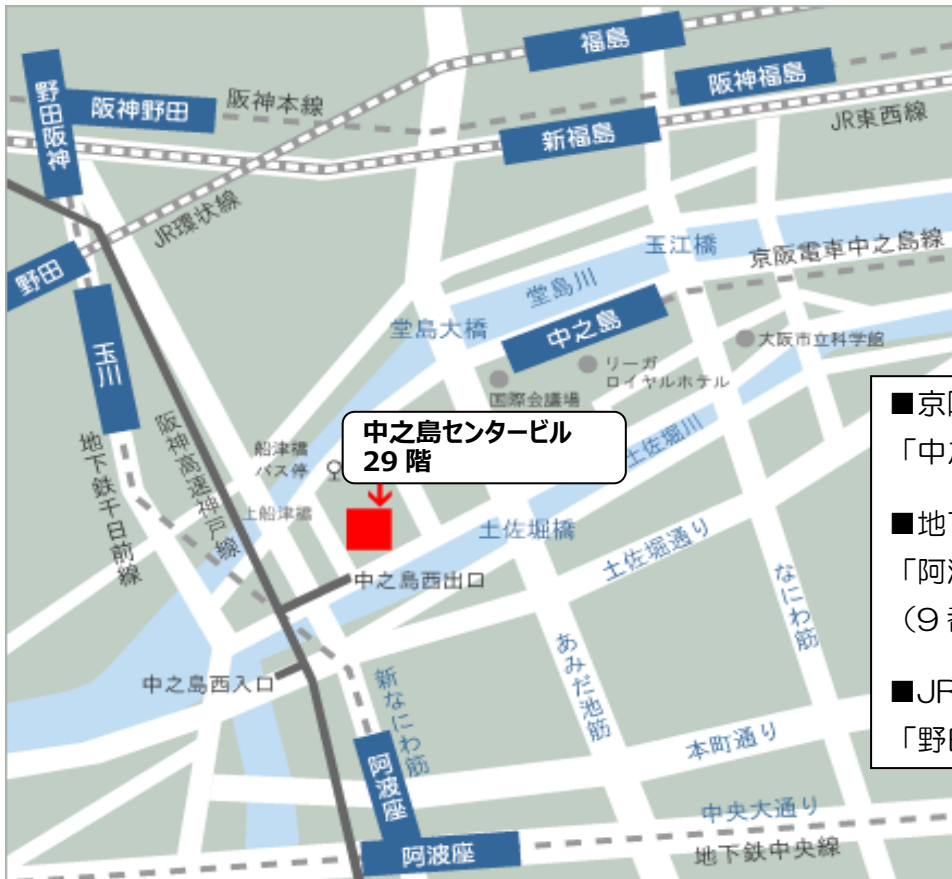 福島
野田阪神
阪神福島
阪神野田
阪神本線
新福島
JR東西線
JR環状線
玉江橋
京阪電車中之島線
野田
堂島川
堂島大橋
中之島
大阪市立科学館
玉川
リーガ
ロイヤルホテル
国際会議場
中之島センタービル
29 階
船津橋
バス停
土佐堀川
地下鉄千日前線
阪神高速神戸線
上船津橋
土佐堀橋
土佐堀通り
中之島西出口
なにわ筋
あみだ池筋
中之島西入口
新なにわ筋
本町通り
阿波座
中央大通り
阿波座
地下鉄中央線
■京
「中
■地
「阿
（9
■JR
「野